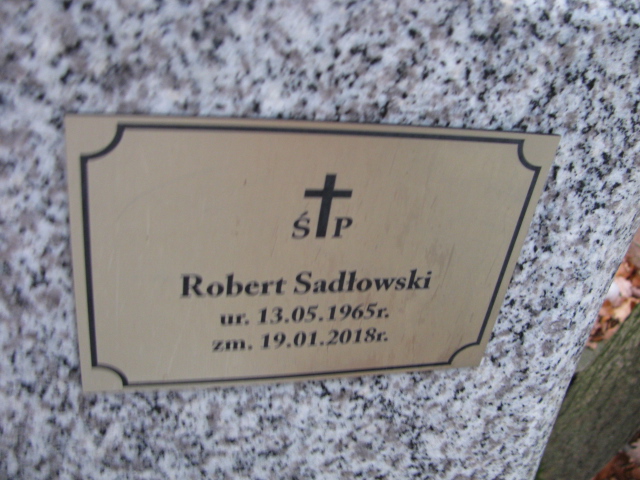 Ś P
Robert Sadłowski
ur. 13.05.1965r.
zm. 19.01.2018r.